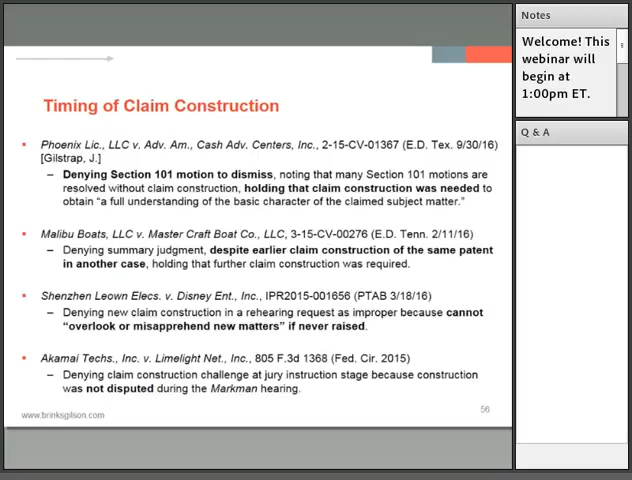 Timing of Claim Construction
Phoenix Lic., LLC v. Adv. Am., Cash Adv. Centers, Inc., 2-15-CV-01367 (E.D. Tex. 9/30/16)
[Gilstrap, J.]
– Denying Section 101 motion to dismiss, noting that many Section 101 motions are
resolved without claim construction, holding that claim construction was needed to
obtain “a full understanding of the basic character of the claimed subject matter.”
Malibu Boats, LLC v. Master Craft Boat Co., LLC, 3-15-CV-00276 (E.D. Tenn. 2/11/16)
– Denying summary judgment, despite earlier claim construction of the same patent
in another case, holding that further claim construction was required.
Shenzhen Leown Elecs. v. Disney Ent., Inc., IPR2015-001656 (PTAB 3/18/16)
– Denying new claim construction in a rehearing request as improper because cannot
“overlook or misapprehend new matters” if never raised.
Akamai Techs., Inc. v. Limelight Net., Inc., 805 F.3d 1368 (Fed. Cir. 2015)
– Denying claim construction challenge at jury instruction stage because construction
was not disputed during the Markman hearing.
www.brinksgilson.com
56
Notes
Welcome! This
webinar will
begin at
1:00pm ET.
Q & A